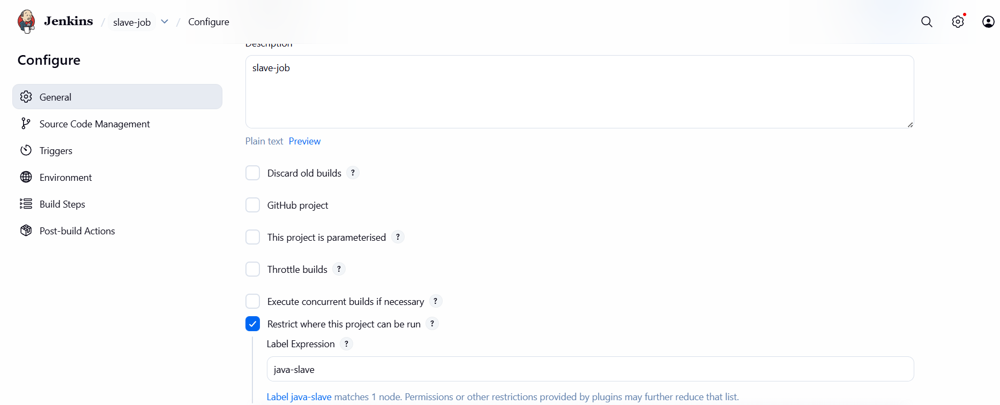 Jenkins / slave-job / Configure
Configure
General
Source Code Management
Triggers
Environment
Build Steps
Post-build Actions
Description
slave-job
Plain text Preview
Discard old builds ?
GitHub project
This project is parameterised ?
Throttle builds ?
Execute concurrent builds if necessary ?
Restrict where this project can be run ?
Label Expression ?
java-slave
Label java-slave matches 1 node. Permissions or other restrictions provided by plugins may further reduce that list.